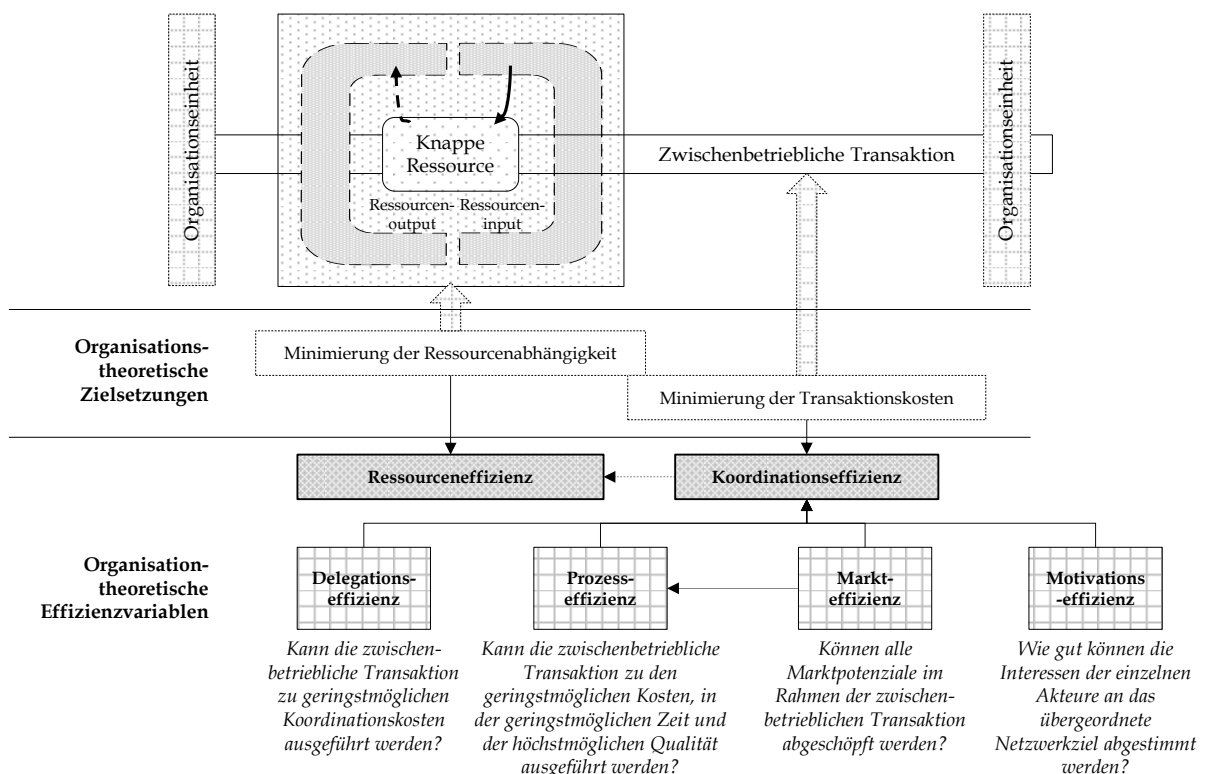 Organisationseinheit
Knappe
Ressource
Ressourcen-
output
Ressourcen-
input
Zwischenbetriebliche Transaktion
Organisationseinheit
Organisations-
theoretische
Zielsetzungen
Minimierung der Ressourcenabhängigkeit
Minimierung der Transaktionskosten
Ressourceneffizienz
Koordinationseffizienz
Organisation-
theoretische
Effizienzvariablen
Delegations-
effizienz
Prozess-
effizienz
Markt-
effizienz
Motivations
-effizienz
Kann die zwischen-
betriebliche Transaktion
zu geringstmöglichen
Koordinationskosten
ausgeführt werden?
Kann die zwischenbetriebliche
Transaktion zu den
geringstmöglichen Kosten, in
der geringstmöglichen Zeit und
der höchstmöglichen Qualität
ausgeführt werden?
Können alle
Marktpotenziale im
Rahmen der zwischen-
betrieblichen Transaktion
abgeschöpft werden?
Wie gut können die
Interessen der einzelnen
Akteure an das
übergeordnete
Netzwerkziel abgestimmt
werden?